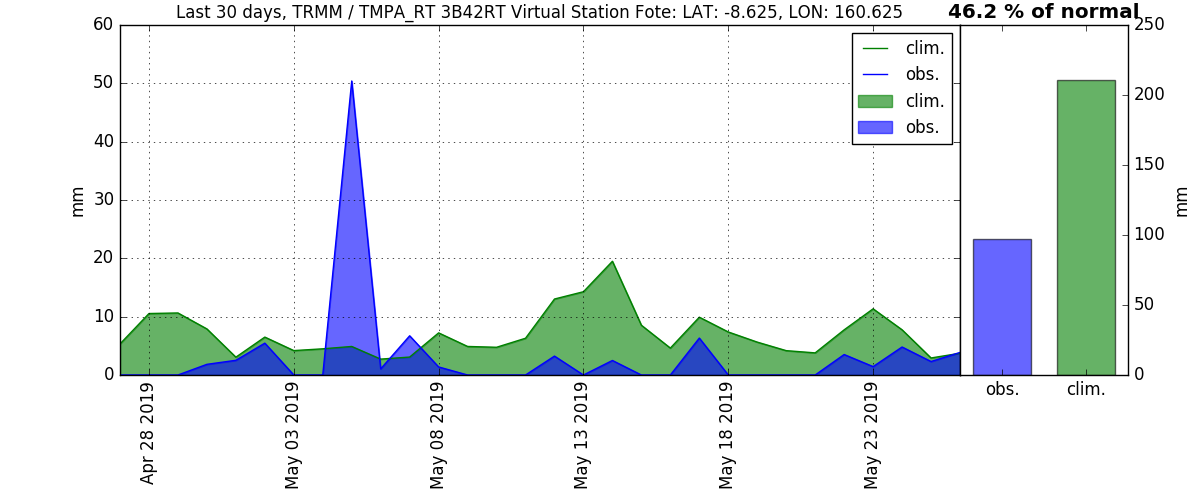 Last 30 days, TRMM / TMPA_RT 3B42RT Virtual Station Fote: LAT: -8.625, LON: 160.625
46.2 % of normal
60
50
40
30
20
10
0
mm
clim.
obs.
clim.
obs.
250
200
150
100
50
0
mm
Apr 28 2019
May 03 2019
May 08 2019
May 13 2019
May 18 2019
May 23 2019
obs.
clim.